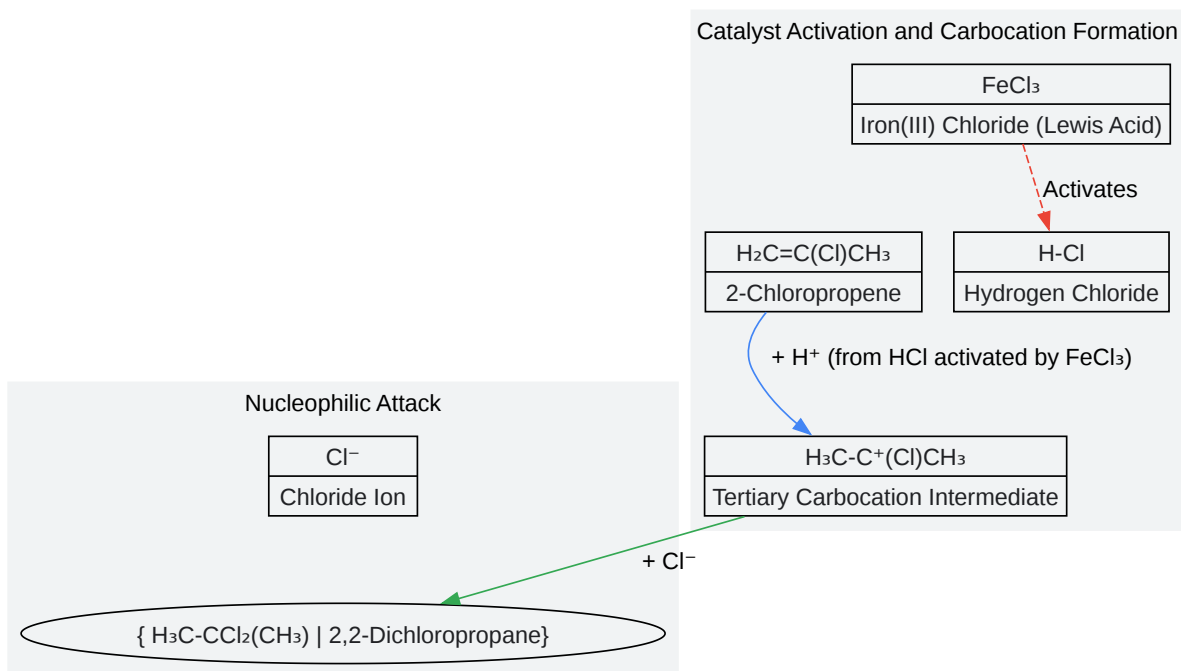 Catalyst Activation and Carbocation Formation
FeCl₃
Iron(III) Chloride (Lewis Acid)
Activates
H₂C=C(Cl)CH₃
2-Chloropropene
H-Cl
Hydrogen Chloride
+ H⁺ (from HCl activated by FeCl₃)
H₃C-C⁺(Cl)CH₃
Tertiary Carbocation Intermediate
Nucleophilic Attack
Cl⁻
Chloride Ion
+ Cl⁻
{ H₃C-CCl₂(CH₃) | 2,2-Dichloropropane}